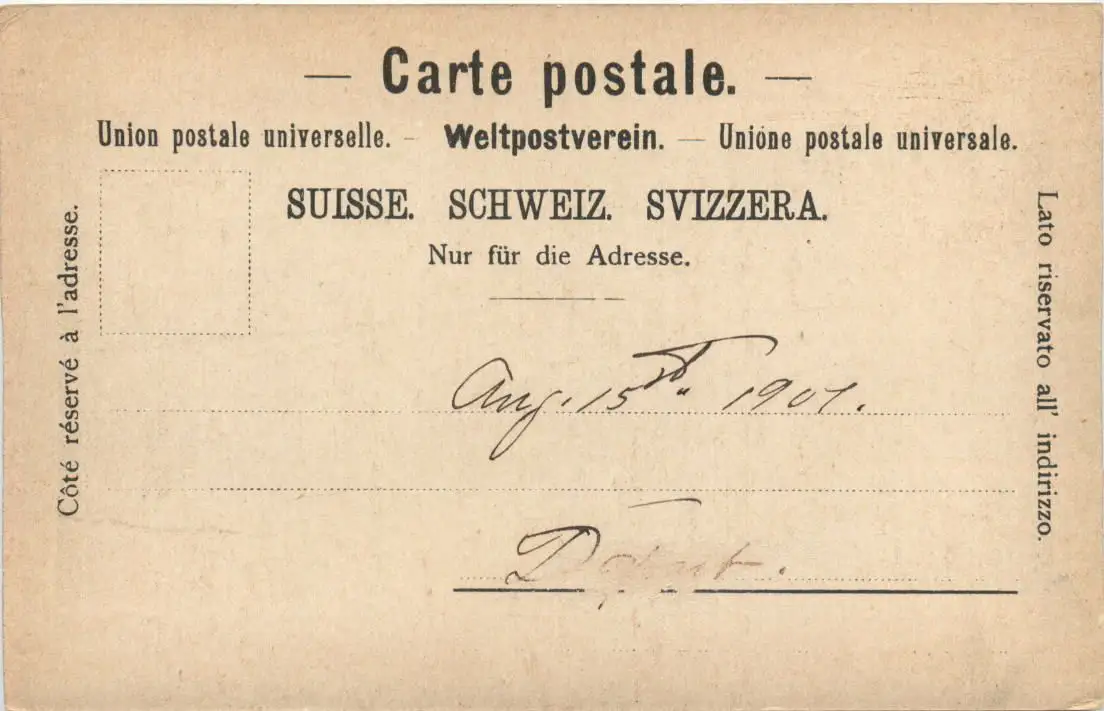 — Carte postale. —
Union postale universelle. - Weltpostverein. — Unione postale universale.
SUISSE. SCHWEIZ. SVIZZERA.
Nur für die Adresse.
Côté réservé à l'adresse.
Lato riservato all' indirizzo.
Aug. 15th 1901.